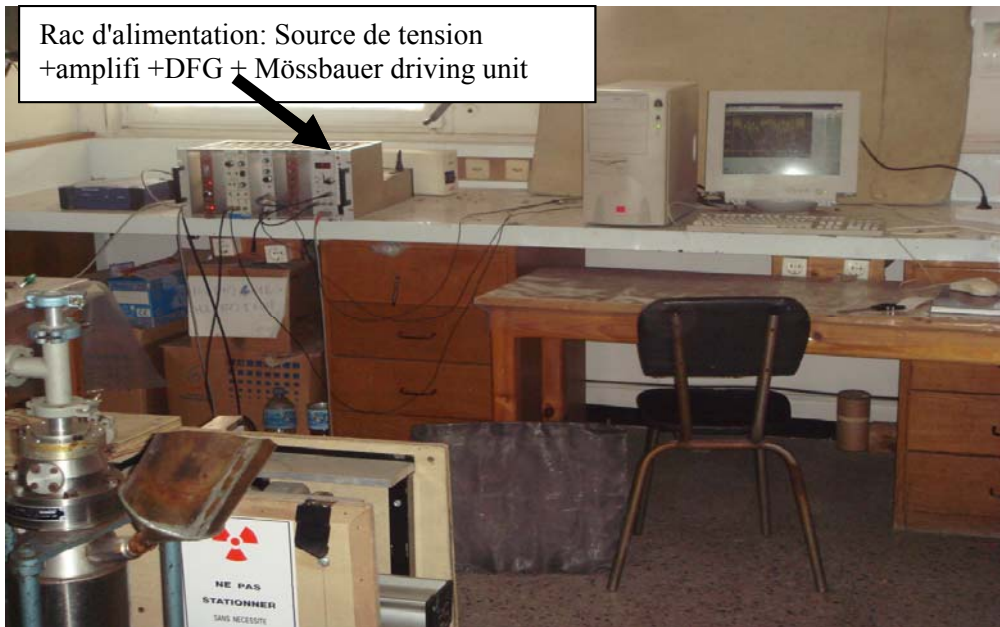 Rac d'alimentation: Source de tension
+amplifi +DFG + Mössbauer driving unit
NE PAS
STATIONNER
SANS NECESSITE